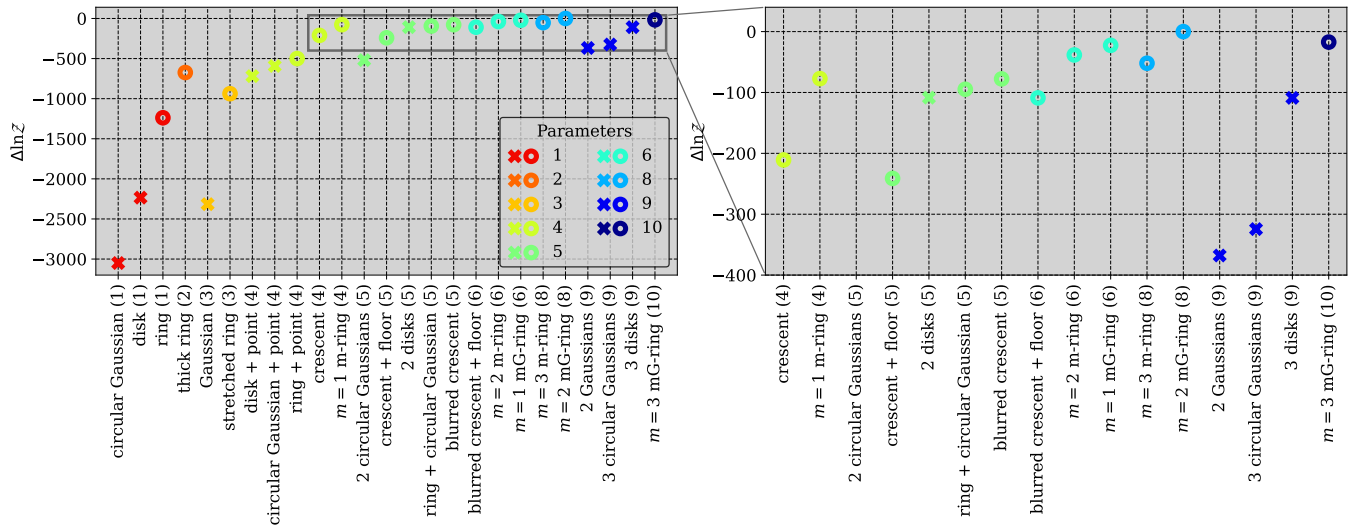 0
−500
−1000
−1500
−2000
−2500
−3000
Δln𝒵
Parameters
1
2
3
4
5
6
8
9
10
circular Gaussian (1)
disk (1)
ring (1)
thick ring (2)
Gaussian (3)
stretched ring (3)
disk + point (4)
circular Gaussian + point (4)
ring + point (4)
crescent (4)
m = 1 m-ring (4)
2 circular Gaussians (5)
crescent + floor (5)
2 disks (5)
ring + circular Gaussian (5)
blurred crescent (5)
blurred crescent + floor (6)
m = 2 m-ring (6)
m = 1 mG-ring (6)
m = 3 m-ring (8)
m = 2 mG-ring (8)
2 Gaussians (9)
3 circular Gaussians (9)
3 disks (9)
m = 3 mG-ring (10)
0
−100
−200
−300
−400
Δln𝒵
crescent (4)
m = 1 m-ring (4)
2 circular Gaussians (5)
crescent + floor (5)
2 disks (5)
ring + circular Gaussian (5)
blurred crescent (5)
blurred crescent + floor (6)
m = 2 m-ring (6)
m = 1 mG-ring (6)
m = 3 m-ring (8)
m = 2 mG-ring (8)
2 Gaussians (9)
3 circular Gaussians (9)
3 disks (9)
m = 3 mG-ring (10)